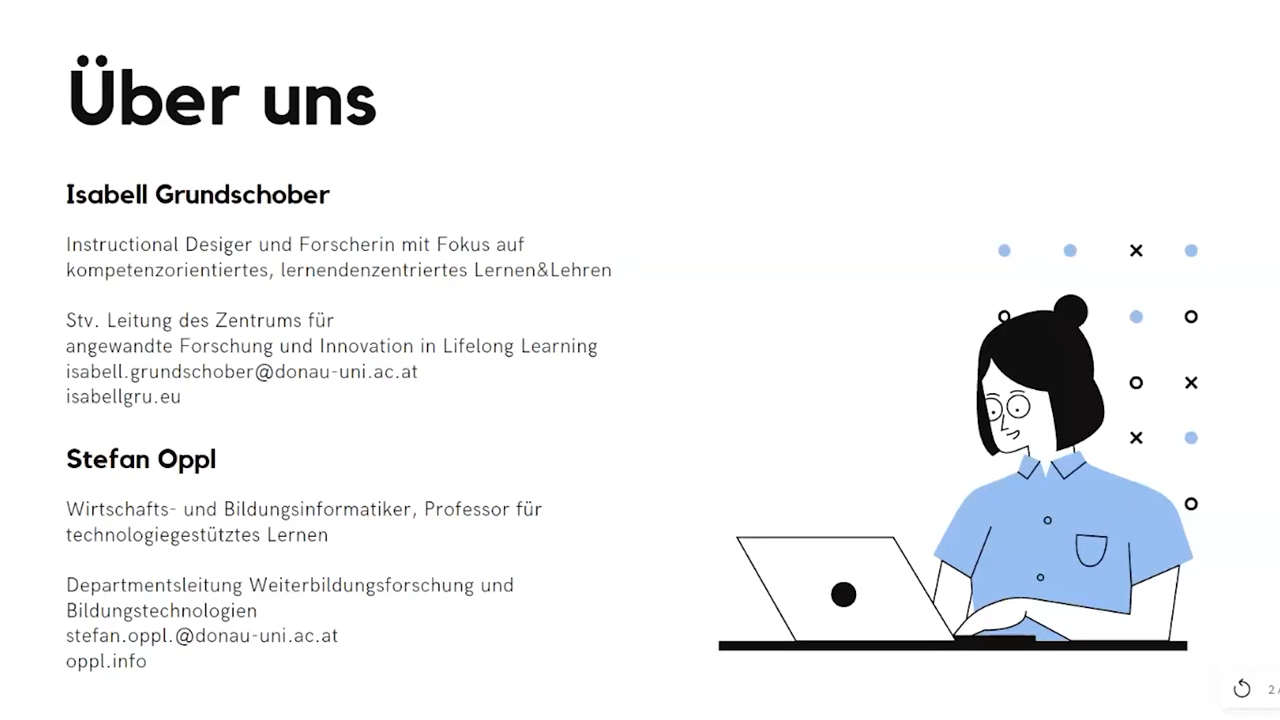 Über uns
Isabell Grundschober
Instructional Desiger und Forscherin mit Fokus auf
kompetenzorientiertes, lernendenzentriertes Lernen&Lehren
Stv. Leitung des Zentrums für
angewandte Forschung und Innovation in Lifelong Learning
isabell.grundschober@donau-uni.ac.at
isabellgru.eu
Stefan Oppl
Wirtschafts- und Bildungsinformatiker, Professor für
technologiegestütztes Lernen
Departmentsleitung Weiterbildungsforschung und
Bildungstechnologien
stefan.oppl.@donau-uni.ac.at
oppl.info
2 /